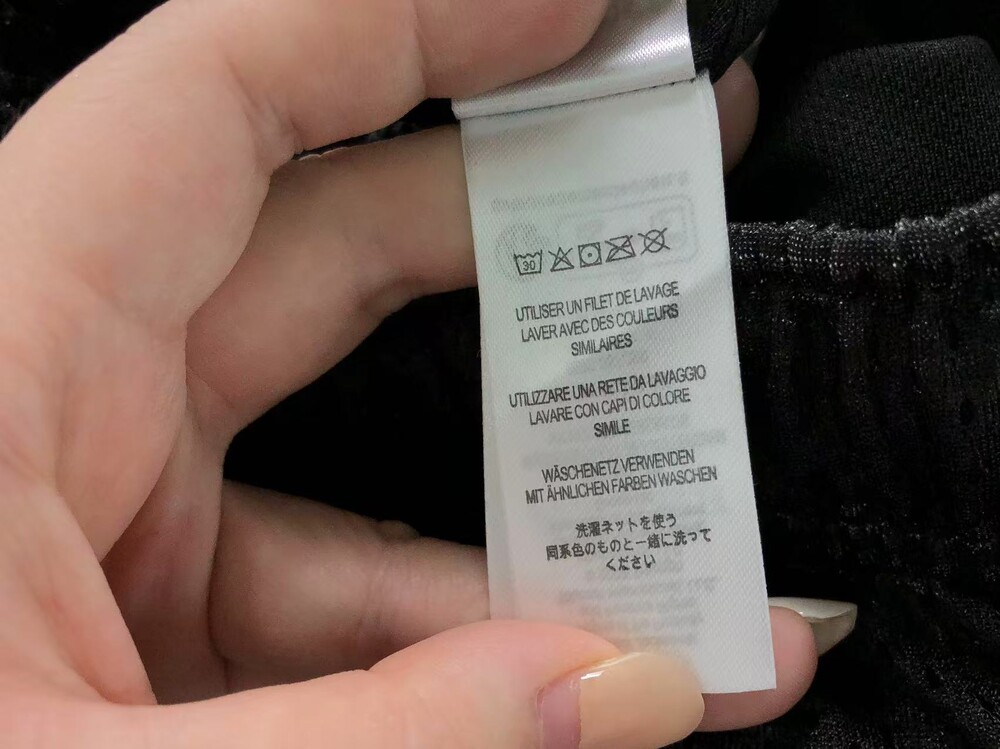 30
UTILISER UN FILET DE LAVAGE
LAVER AVEC DES COULEURS
SIMILAIRES
UTILIZZARE UNA RETE DA LAVAGGIO
LAVARE CON CAPI DI COLORE
SIMILE
WÄSCHENETZ VERWENDEN
MIT ÄHNLICHEN FARBEN WASCHEN
洗濯ネットを使う
同系色のものと一緒に洗って
ください